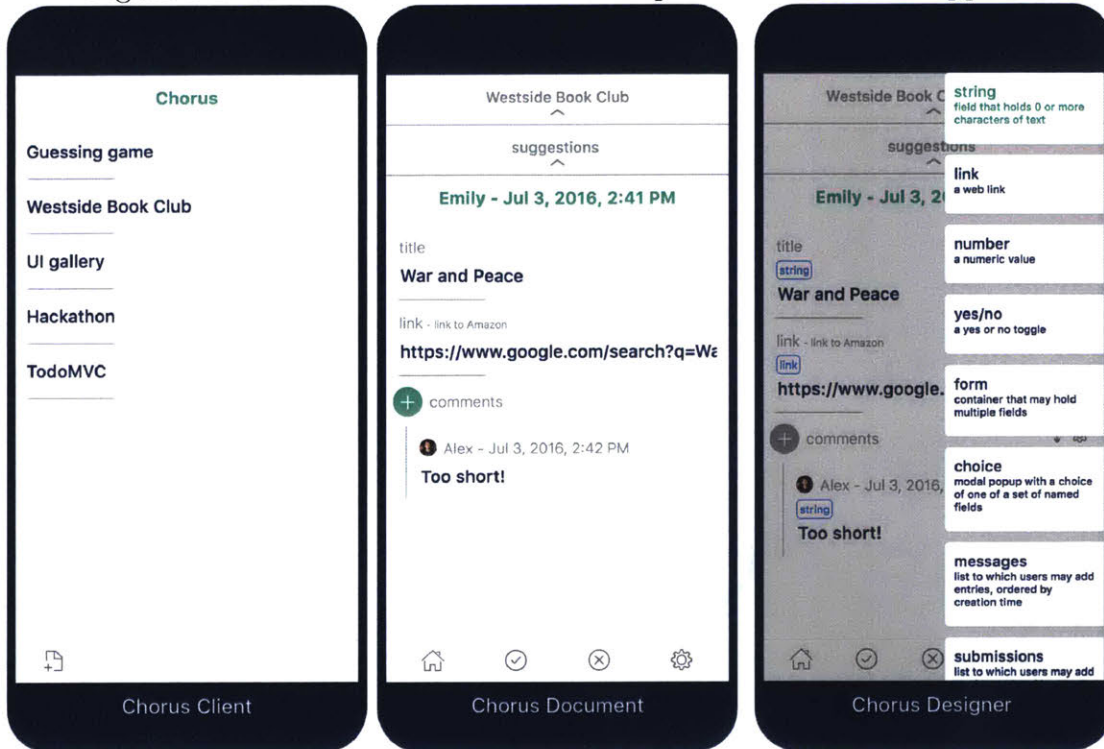 Chorus
Guessing game
Westside Book Club
UI gallery
Hackathon
TodoMVC
Chorus Client
Westside Book Club
suggestions
Emily - Jul 3, 2016, 2:41 PM
title
War and Peace
link - link to Amazon
https://www.google.com/search?q=Wa
comments
Alex - Jul 3, 2016, 2:42 PM
Too short!
Chorus Document
Westside Book C
suggestions
Emily - Jul 3, 2
title
string
War and Peace
link - link to Amazon
link
https://www.google.
comments
Alex - Jul 3, 2016,
string
Too short!
string
field that holds 0 or more
characters of text
link
a web link
number
a numeric value
yes/no
a yes or no toggle
form
container that may hold
multiple fields
choice
modal popup with a choice
of one of a set of named
fields
messages
list to which users may add
entries, ordered by
creation time
submissions
list to which users may add
Chorus Designer